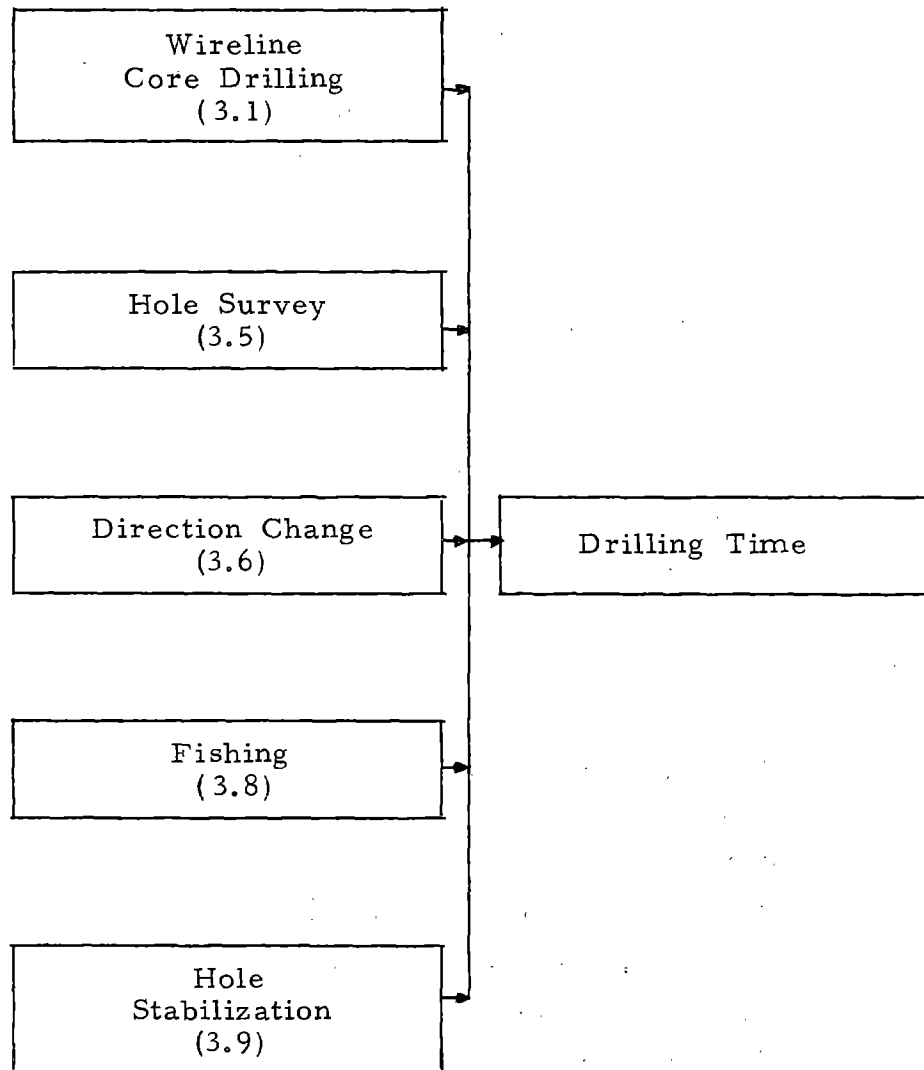 Wireline
Core Drilling
(3.1)
Hole Survey
(3.5)
Direction Change
(3.6)
Drilling Time
Fishing
(3.8)
Hole
Stabilization
(3.9)